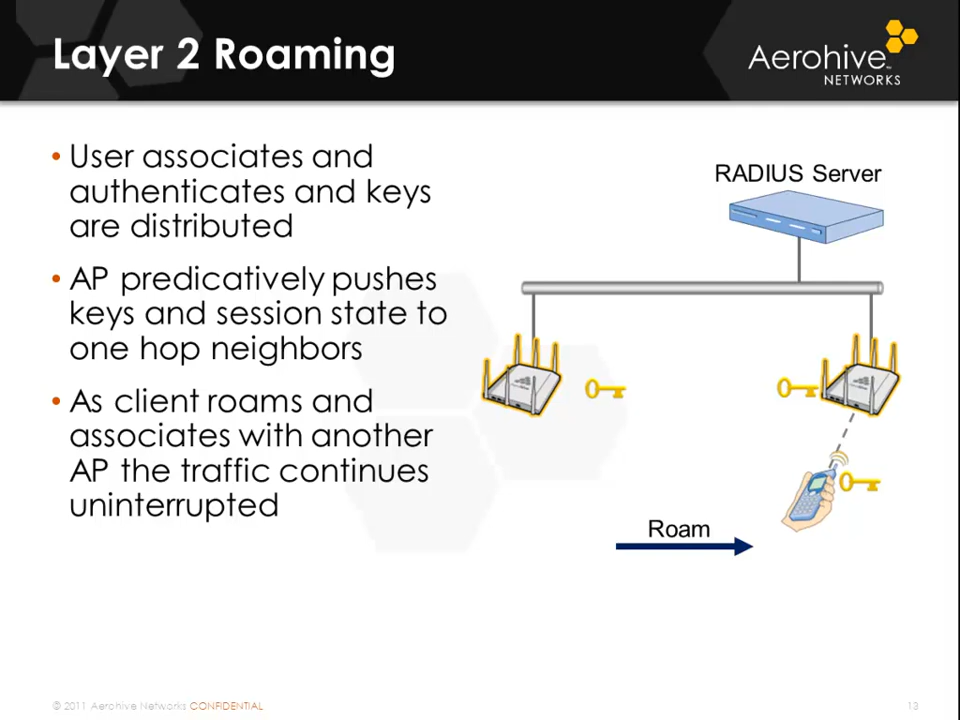 Layer 2 Roaming
Aerohive™
NETWORKS
• User associates and
authenticates and keys
are distributed
• AP predicatively pushes
keys and session state to
one hop neighbors
• As client roams and
associates with another
AP the traffic continues
uninterrupted
RADIUS Server
Roam
© 2011 Aerohive Networks CONFIDENTIAL
13